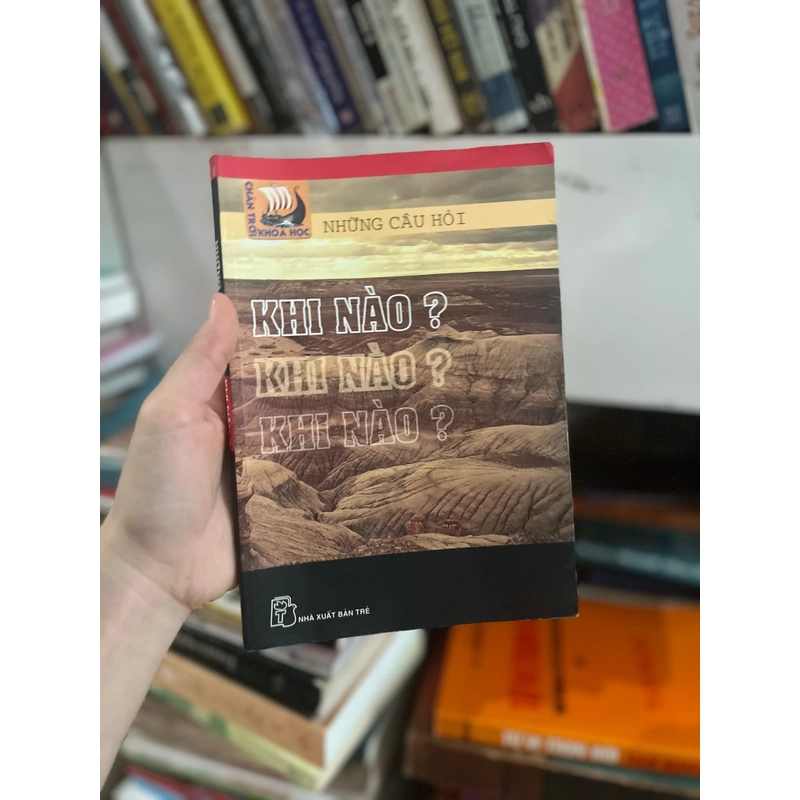 CHÂN TRỜI
KHOA HỌC
NHỮNG CÂU HỎI
KHI NÀO ?
KHI NÀO ?
KHI NÀO ?
NHÀ XUẤT BẢN TRẺ